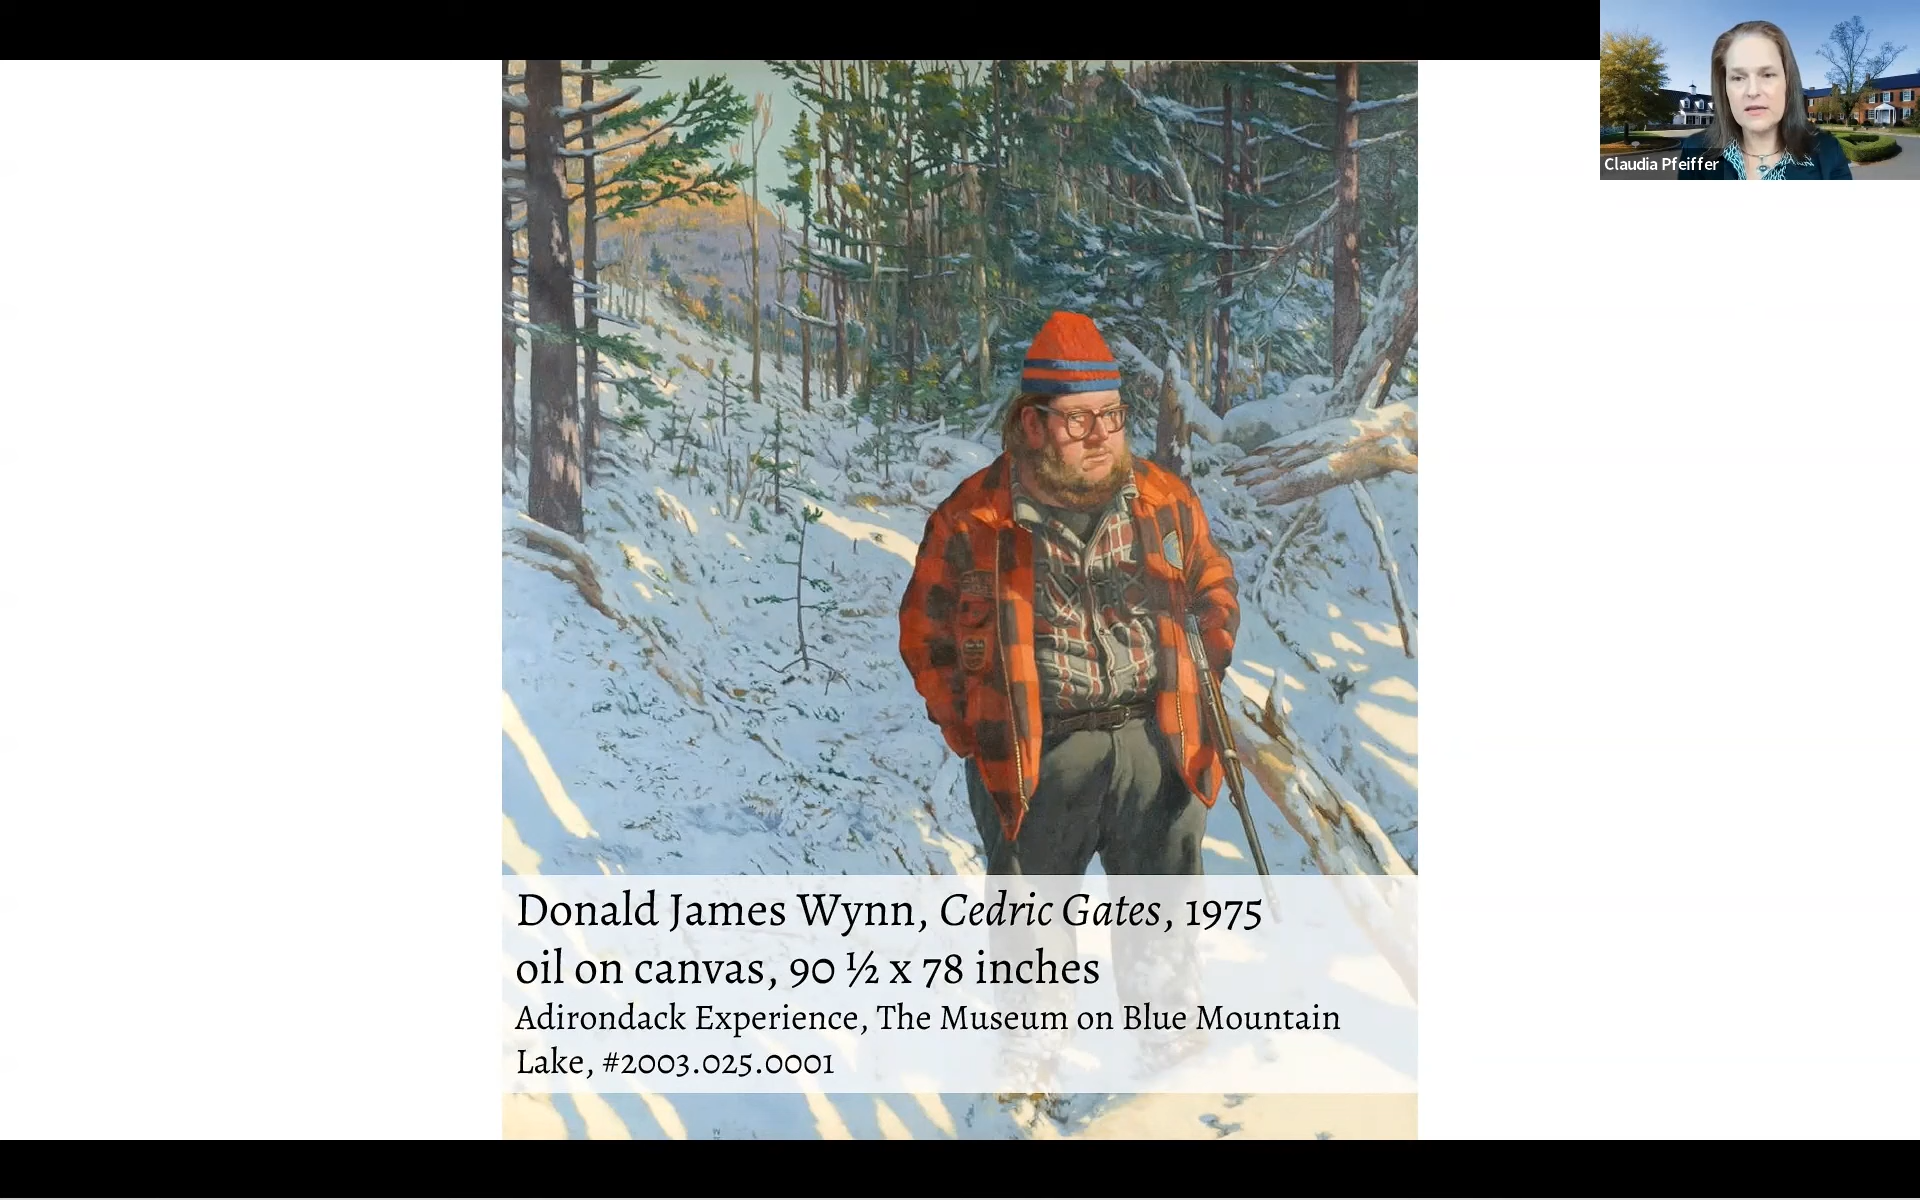 Claudia Pfeiffer
Donald James Wynn, Cedric Gates, 1975
oil on canvas, 90 ½ x 78 inches
Adirondack Experience, The Museum on Blue Mountain
Lake, #2003.025.0001